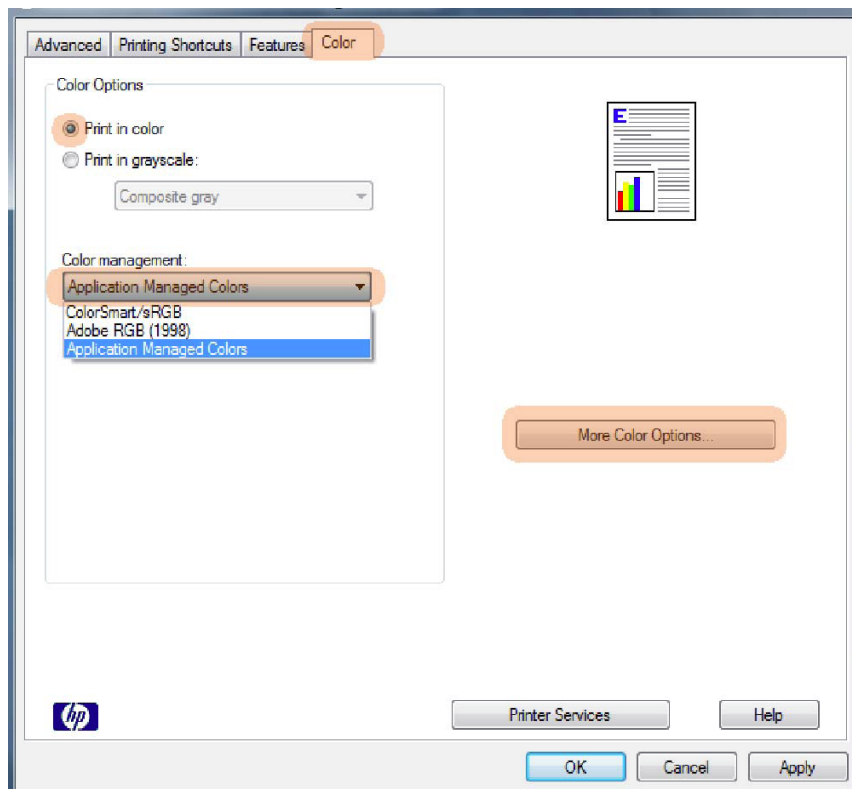 Advanced Printing Shortcuts Features Color
Color Options
Print in color
E
Print in grayscale:
Composite gray
Color management:
Application Managed Colors
ColorSmart/sRGB
Adobe RGB (1998)
Application Managed Colors
More Color Options...
hp
Printer Services Help
OK Cancel Apply